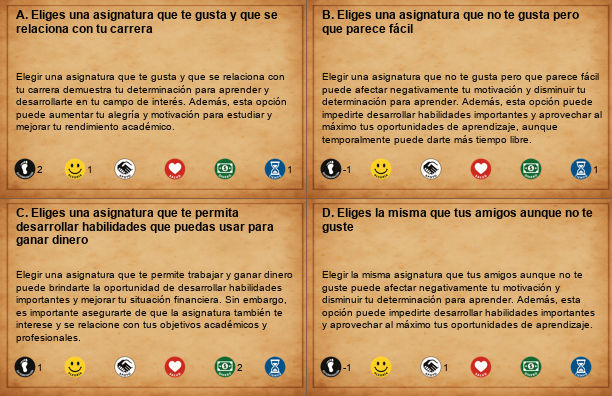 A. Eliges una asignatura que te gusta y que se
relaciona con tu carrera
Elegir una asignatura que te gusta y que se relaciona con
tu carrera demuestra tu determinación para aprender y
desarrollarte en tu campo de interés. Además, esta opción
puede aumentar tu alegría y motivación para estudiar y
mejorar tu rendimiento académico.
2 1 1
B. Eliges una asignatura que no te gusta pero
que parece fácil
Elegir una asignatura que no te gusta pero que parece fácil
puede afectar negativamente tu motivación y disminuir tu
determinación para aprender. Además, esta opción puede
impedirte desarrollar habilidades importantes y aprovechar al
máximo tus oportunidades de aprendizaje, aunque
temporalmente puede darte más tiempo libre.
-1 1
C. Eliges una asignatura que te permita
desarrollar habilidades que puedas usar para
ganar dinero
Elegir una asignatura que te permite trabajar y ganar dinero
puede brindarte la oportunidad de desarrollar habilidades
importantes y mejorar tu situación financiera. Sin embargo,
es importante asegurarte de que la asignatura también te
interese y se relacione con tus objetivos académicos y
profesionales.
1 2
D. Eliges la misma que tus amigos aunque no te
guste
Elegir la misma asignatura que tus amigos aunque no te
guste puede afectar negativamente tu motivación y
disminuir tu determinación para aprender. Además, esta
opción puede impedirte desarrollar habilidades importantes
y aprovechar al máximo tus oportunidades de aprendizaje.
-1 1